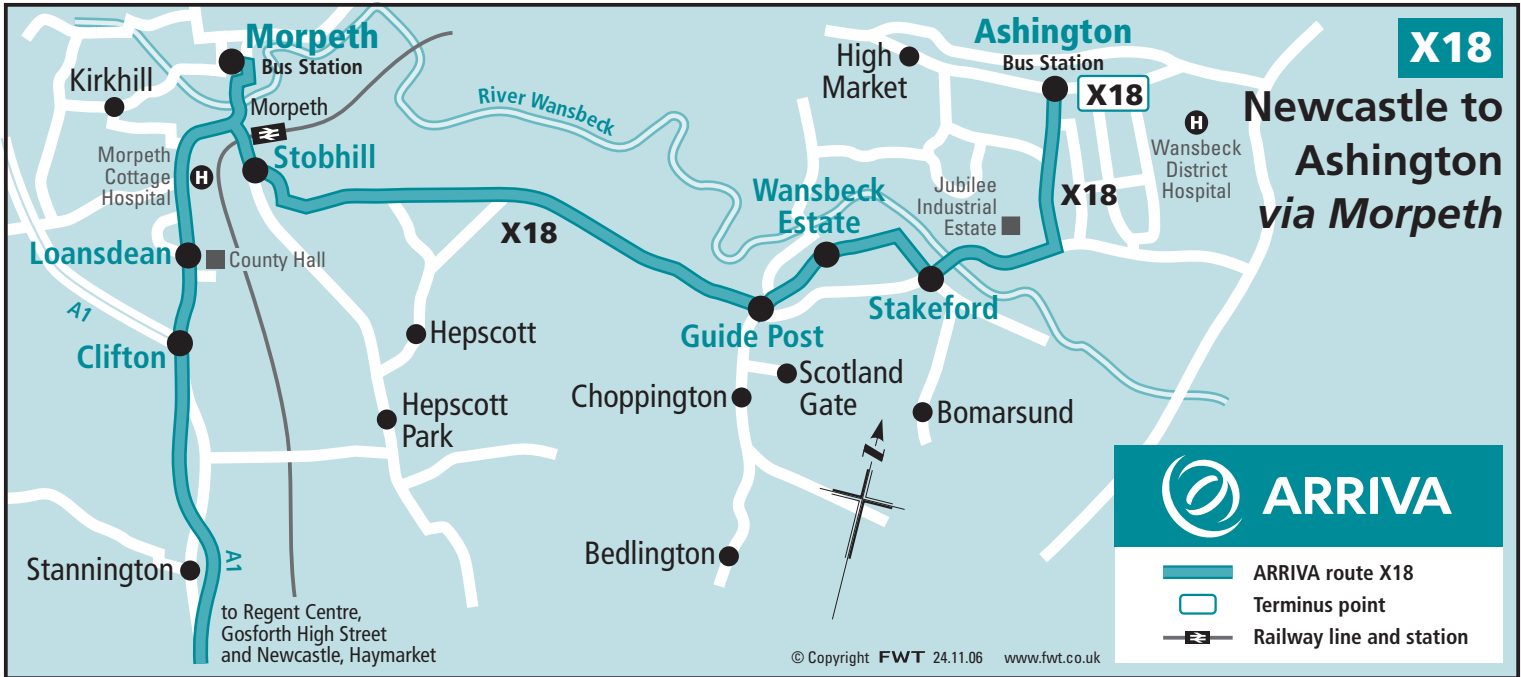 Morpeth
Bus Station
Kirkhill
Morpeth
Stobhill
Morpeth
Cottage
Hospital
H
Loansdean
County Hall
A1
Clifton
Hepscott
Hepscott
Park
Stannington
A1
to Regent Centre,
Gosforth High Street
and Newcastle, Haymarket
River Wansbeck
X18
High
Market
Ashington
Bus Station
X18
H
Wansbeck
District
Hospital
Wansbeck
Estate
Jubilee
Industrial
Estate
X18
Guide Post
Stakeford
Choppington
Scotland
Gate
Bomarsund
Bedlington
N
X18
Newcastle to
Ashington
via Morpeth
ARRIVA
ARRIVA route X18
Terminus point
Railway line and station
© Copyright FWT 24.11.06 www.fwt.co.uk